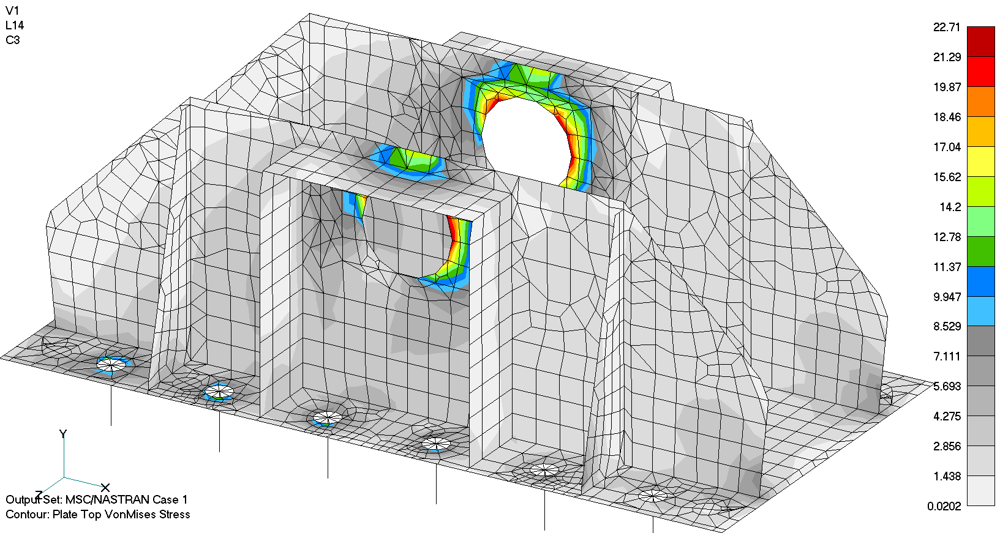 V1
L14
C3
22.71
21.29
19.87
18.46
17.04
15.62
14.2
12.78
11.37
9.947
8.529
7.111
5.693
4.275
2.856
1.438
0.0202
Y
X
Z
Output Set: MSC/NASTRAN Case 1
Contour: Plate Top VonMises Stress